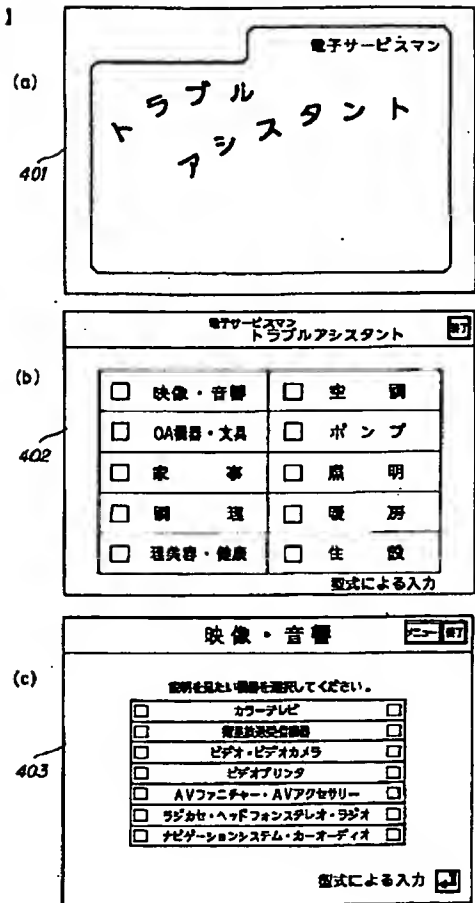 】
(a)
電子サービスマン
トラブル
アシスタント
401
電子サービスマン
トラブルアシスタント
終了
(b)
402
映像・音響
空 調
OA機器・文具
ポンプ
家 事
照 明
調 理
暖 房
理美容・健康
住 設
型式による入力
映像・音響
メニュー
終了
(c)
403
説明を見たい機器を選択してください。
カラーテレビ
衛星放送受信機器
ビデオ・ビデオカメラ
ビデオプリンタ
AVファニチャー・AVアクセサリー
ラジカセ・ヘッドフォンステレオ・ラジオ
ナビゲーションシステム・カーオーディオ
型式による入力